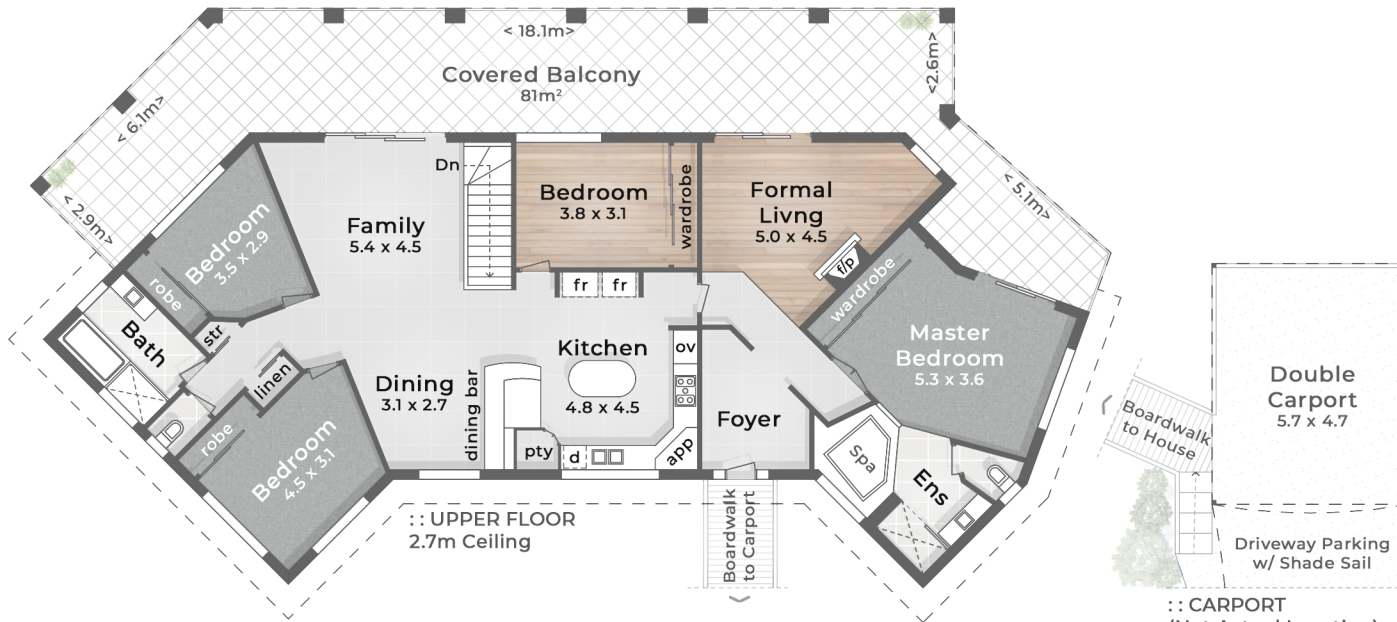 < 18.1m>
Covered Balcony
81m²
<2.6m>
< 6.1m>
< 2.9m>
< 5.1m>
Dn
Bedroom
3.8 x 3.1
wardrobe
Formal
Livng
5.0 x 4.5
f/p
Family
5.4 x 4.5
Bedroom
3.5 x 2.9
robe
Bath
str
linen
fr
fr
wardrobe
Master
Bedroom
5.3 x 3.6
Kitchen
4.8 x 4.5
ov
Dining
3.1 x 2.7
dining bar
Foyer
pty
d
app
robe
Bedroom
4.5 x 3.1
Spa
Ens
Boardwalk
to Carport
:: UPPER FLOOR
2.7m Ceiling
Double
Carport
5.7 x 4.7
Boardwalk
to House
Driveway Parking
w/ Shade Sail
:: CARPORT
(Not Actual Location)